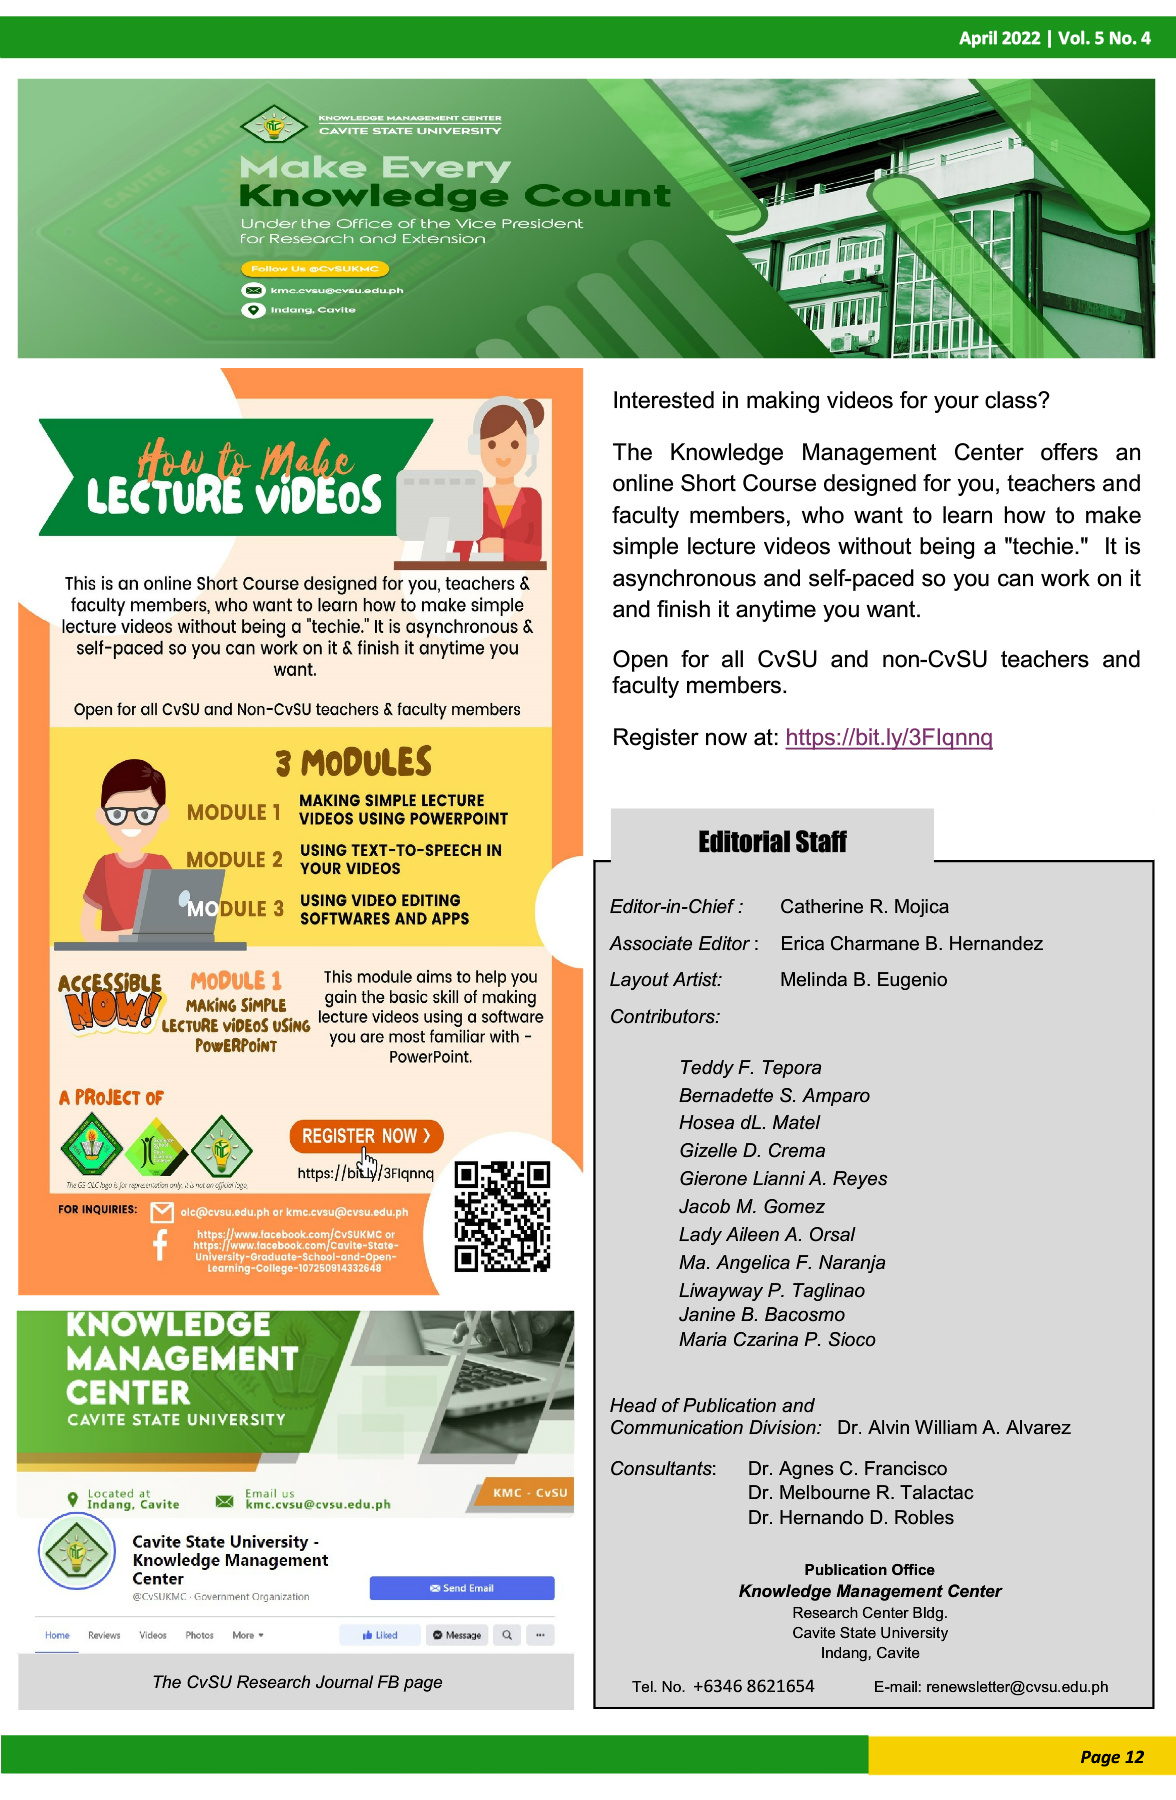 April 2022 | Vol. 5 No. 4
KNOWLEDGE MANAGEMENT CENTER
CAVITE STATE UNIVERSITY
Make Every
Knowledge Count
Under the Office of the Vice President
for Research and Extension
Follow Us @CvSUKMC
kmc.cvsu@cvsu.edu.ph
Indang, Cavite
How to Make
LECTURE ViDEOS
This is an online Short Course designed for you, teachers &
faculty members, who want to learn how to make simple
lecture videos without being a "techie." It is asynchronous &
self-paced so you can work on it & finish it anytime you
want.
Open for all CvSU and Non-CvSU teachers & faculty members
3 MODULES
MODULE 1 MAKING SIMPLE LECTURE
VIDEOS USING POWERPOINT
MODULE 2 USING TEXT-TO-SPEECH IN
YOUR VIDEOS
MODULE 3 USING VIDEO EDITING
SOFTWARES AND APPS
ACCESSiBLE
NOW!
MODULE 1
MAKiNG SiMPLE
LECTURE ViDEOS USiNG
PoWERPoiNT
This module aims to help you
gain the basic skill of making
lecture videos using a software
you are most familiar with -
PowerPoint.
A PROJECT OF
The GS OLC logo is for representation only. It is not an official logo.
REGISTER NOW >
https://bit.ly/3FIqnnq
FOR INQUIRIES:
olc@cvsu.edu.ph or kmc.cvsu@cvsu.edu.ph
https://www.facebook.com/CvSUKMC or
https://www.facebook.com/Cavite-State-
University-Graduate-School-and-Open-
Learning-College-107250914332648
KNOWLEDGE
MANAGEMENT
CENTER
CAVITE STATE UNIVERSITY
Located at
Indang, Cavite
Email us
kmc.cvsu@cvsu.edu.ph
KMC - CvSU
Cavite State University -
Knowledge Management
Center
@CvSUKMC · Government Organization
Send Email
Home Reviews Videos Photos More
Liked Message ...
The CvSU Research Journal FB page
Interested in making videos for your class?
The Knowledge Management Center offers an
online Short Course designed for you, teachers and
faculty members, who want to learn how to make
simple lecture videos without being a "techie." It is
asynchronous and self-paced so you can work on it
and finish it anytime you want.
Open for all CvSU and non-CvSU teachers and
faculty members.
Register now at: https://bit.ly/3FIqnnq
Editorial Staff
Editor-in-Chief : Catherine R. Mojica
Associate Editor : Erica Charmane B. Hernandez
Layout Artist: Melinda B. Eugenio
Contributors:
Teddy F. Tepora
Bernadette S. Amparo
Hosea dL. Matel
Gizelle D. Crema
Gierone Lianni A. Reyes
Jacob M. Gomez
Lady Aileen A. Orsal
Ma. Angelica F. Naranja
Liwayway P. Taglinao
Janine B. Bacosmo
Maria Czarina P. Sioco
Head of Publication and
Communication Division: Dr. Alvin William A. Alvarez
Consultants: Dr. Agnes C. Francisco
Dr. Melbourne R. Talactac
Dr. Hernando D. Robles
Publication Office
Knowledge Management Center
Research Center Bldg.
Cavite State University
Indang, Cavite
Tel. No. +6346 8621654 E-mail: renewsletter@cvsu.edu.ph
Page 12